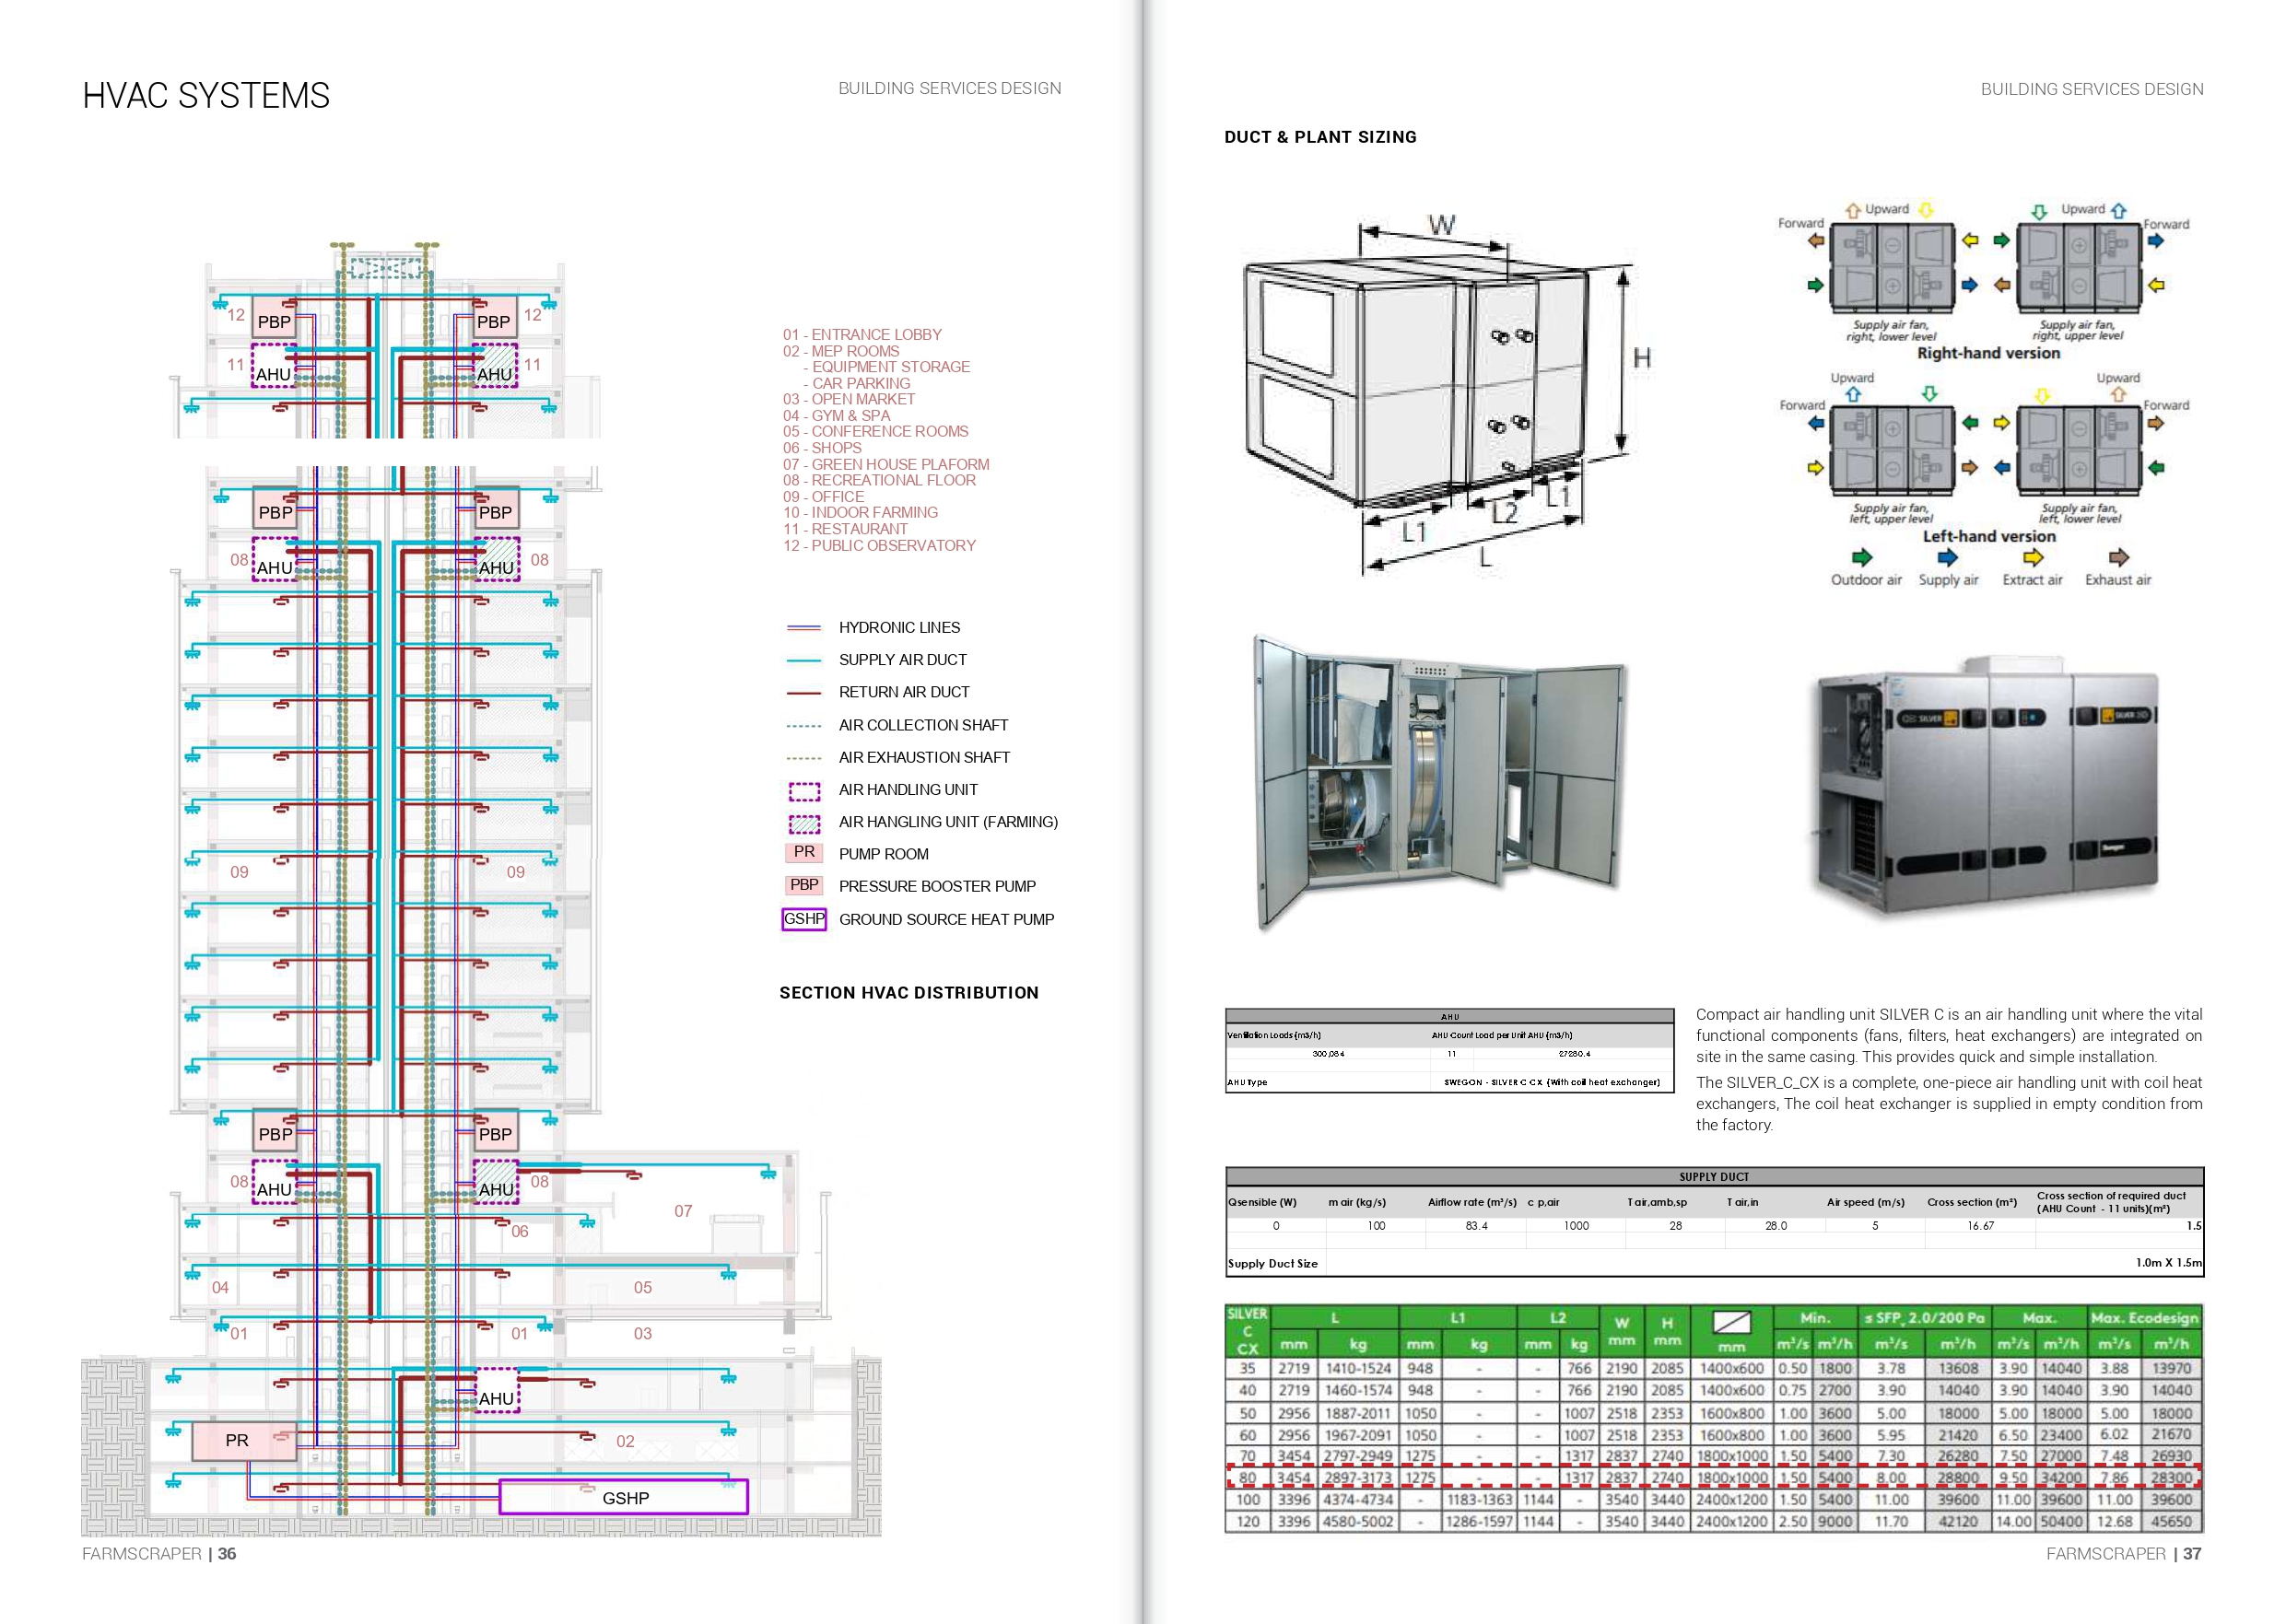 HVAC SYSTEMS
BUILDING SERVICES DESIGN
12
PBP
PBP
12
11
AHU
AHU
11
PBP
PBP
08
AHU
AHU
08
09
09
PBP
PBP
08
AHU
AHU
08
07
06
04
05
01
01
03
AHU
PR
02
GSHP
01 - ENTRANCE LOBBY
02 - MEP ROOMS
- EQUIPMENT STORAGE
- CAR PARKING
03 - OPEN MARKET
04 - GYM & SPA
05 - CONFERENCE ROOMS
06 - SHOPS
07 - GREEN HOUSE PLAFORM
08 - RECREATIONAL FLOOR
09 - OFFICE
10 - INDOOR FARMING
11 - RESTAURANT
12 - PUBLIC OBSERVATORY
HYDRONIC LINES
SUPPLY AIR DUCT
RETURN AIR DUCT
AIR COLLECTION SHAFT
AIR EXHAUSTION SHAFT
AIR HANDLING UNIT
AIR HANGLING UNIT (FARMING)
PR PUMP ROOM
PBP PRESSURE BOOSTER PUMP
GSHP GROUND SOURCE HEAT PUMP
SECTION HVAC DISTRIBUTION
FARMSCRAPER | 36
BUILDING SERVICES DESIGN
DUCT & PLANT SIZING
W
H
L1
L2
L1
L
Upward
Upward
Forward
Forward
Supply air fan,
right, lower level
Supply air fan,
right, upper level
Right-hand version
Upward
Upward
Forward
Forward
Supply air fan,
left, upper level
Supply air fan,
left, lower level
Left-hand version
Outdoor air Supply air Extract air Exhaust air
SILVER
AHU
Ventilation Loads (m3/h) AHU Count Load per Unit AHU (m3/h)
300,084 11 27280.4
AHU Type SWEGON - SILVER C CX (With coil heat exchanger)
Compact air handling unit SILVER C is an air handling unit where the vital
functional components (fans, filters, heat exchangers) are integrated on
site in the same casing. This provides quick and simple installation.
The SILVER_C_CX is a complete, one-piece air handling unit with coil heat
exchangers, The coil heat exchanger is supplied in empty condition from
the factory.
SUPPLY DUCT
Qsensible (W) m air (kg/s) Airflow rate (m³/s) c p,air T air,amb,sp T air,in Air speed (m/s) Cross section (m²) Cross section of required duct
(AHU Count - 11 units)(m²)
0 100 83.4 1000 28 28.0 5 16.67 1.5
Supply Duct Size 1.0m X 1.5m
SILVER C CX L L1 L2 W H Min. ≤ SFPv 2.0/200 Pa Max. Max. Ecodesign
mm kg mm kg mm kg mm mm mm m³/s m³/h m³/s m³/h m³/s m³/h m³/s m³/h
35 2719 1410-1524 948 - - 766 2190 2085 1400x600 0.50 1800 3.78 13608 3.90 14040 3.88 13970
40 2719 1460-1574 948 - - 766 2190 2085 1400x600 0.75 2700 3.90 14040 3.90 14040 3.90 14040
50 2956 1887-2011 1050 - - 1007 2518 2353 1600x800 1.00 3600 5.00 18000 5.00 18000 5.00 18000
60 2956 1967-2091 1050 - - 1007 2518 2353 1600x800 1.00 3600 5.95 21420 6.50 23400 6.02 21670
70 3454 2797-2949 1275 - - 1317 2837 2740 1800x1000 1.50 5400 7.30 26280 7.50 27000 7.48 26930
80 3454 2897-3173 1275 - - 1317 2837 2740 1800x1000 1.50 5400 8.00 28800 9.50 34200 7.86 28300
100 3396 4374-4734 - 1183-1363 1144 - 3540 3440 2400x1200 1.50 5400 11.00 39600 11.00 39600 11.00 39600
120 3396 4580-5002 - 1286-1597 1144 - 3540 3440 2400x1200 2.50 9000 11.70 42120 14.00 50400 12.68 45650
FARMSCRAPER | 37